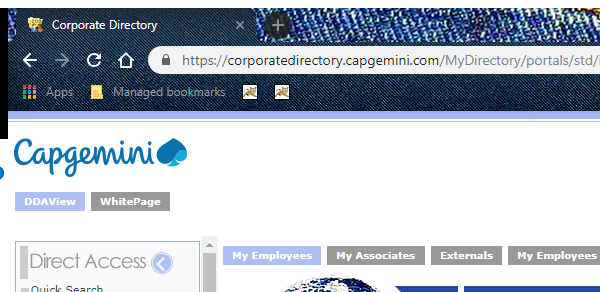 Corporate Directory
https://corporatedirectory.capgemini.com/MyDirectory/portals/std/
Apps Managed bookmarks
Capgemini
DDAView WhitePage
Direct Access
Quick Search
My Employees My Associates Externals My Employees